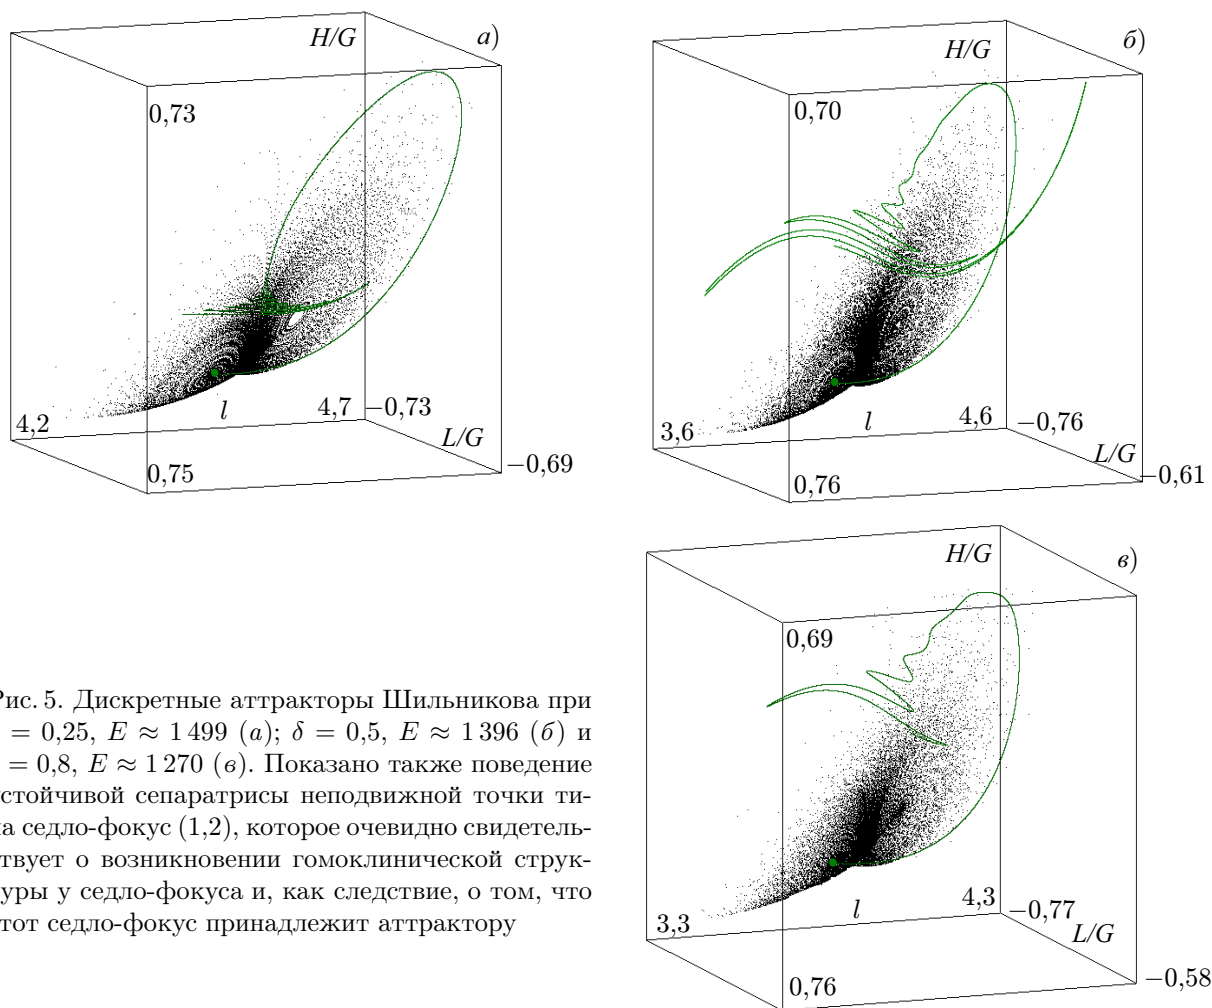 H/G
а)
0,73
4,2
l
4,7
−0,73
L/G
0,75
−0,69
H/G
б)
0,70
3,6
l
4,6
−0,76
L/G
0,76
−0,61
H/G
в)
0,69
3,3
l
4,3
−0,77
L/G
0,76
−0,58
Рис. 5. Дискретные аттракторы Шильникова при
= 0,25, E ≈ 1 499 (а); δ = 0,5, E ≈ 1 396 (б) и
= 0,8, E ≈ 1 270 (в). Показано также поведение
устойчивой сепаратрисы неподвижной точки ти-
а седло-фокус (1,2), которое очевидно свидетель-
твует о возникновении гомоклинической струк-
уры у седло-фокуса и, как следствие, о том, что
тот седло-фокус принадлежит аттрактору